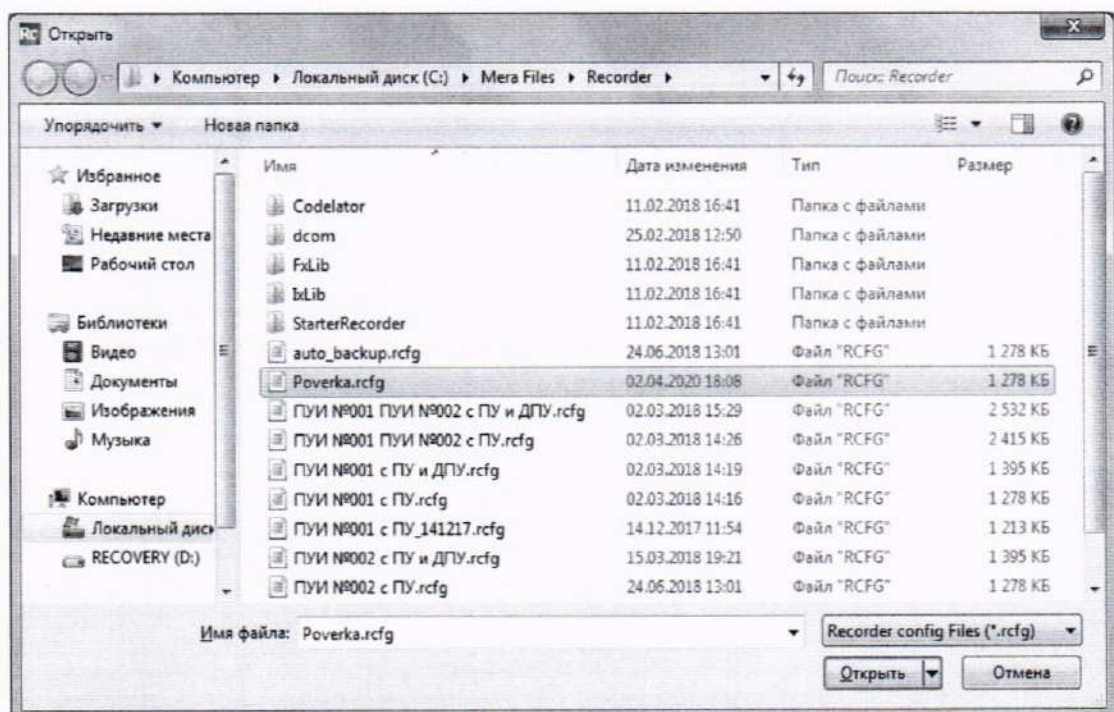 Rc Открыть
Компьютер ▸ Локальный диск (C:) ▸ Mera Files ▸ Recorder ▸ Поиск: Recorder
Упорядочить Новая папка
Имя Дата изменения Тип Размер
Избранное
Загрузки
Недавние места
Рабочий стол
Библиотеки
Видео
Документы
Изображения
Музыка
Компьютер
Локальный диск
RECOVERY (D:)
Codelator 11.02.2018 16:41 Папка с файлами
dcom 25.02.2018 12:50 Папка с файлами
FxLib 11.02.2018 16:41 Папка с файлами
IxLib 11.02.2018 16:41 Папка с файлами
StarterRecorder 11.02.2018 16:41 Папка с файлами
auto_backup.rcfg 24.06.2018 13:01 Файл "RCFG" 1 278 КБ
Poverka.rcfg 02.04.2020 18:08 Файл "RCFG" 1 278 КБ
ПУИ №001 ПУИ №002 с ПУ и ДПУ.rcfg 02.03.2018 15:29 Файл "RCFG" 2 532 КБ
ПУИ №001 ПУИ №002 с ПУ.rcfg 02.03.2018 14:26 Файл "RCFG" 2 415 КБ
ПУИ №001 с ПУ и ДПУ.rcfg 02.03.2018 14:19 Файл "RCFG" 1 395 КБ
ПУИ №001 с ПУ.rcfg 02.03.2018 14:16 Файл "RCFG" 1 278 КБ
ПУИ №001 с ПУ_141217.rcfg 14.12.2017 11:54 Файл "RCFG" 1 213 КБ
ПУИ №002 с ПУ и ДПУ.rcfg 15.03.2018 19:21 Файл "RCFG" 1 395 КБ
ПУИ №002 с ПУ.rcfg 24.06.2018 13:01 Файл "RCFG" 1 278 КБ
Имя файла: Poverka.rcfg Recorder config Files (*.rcfg)
Открыть Отмена